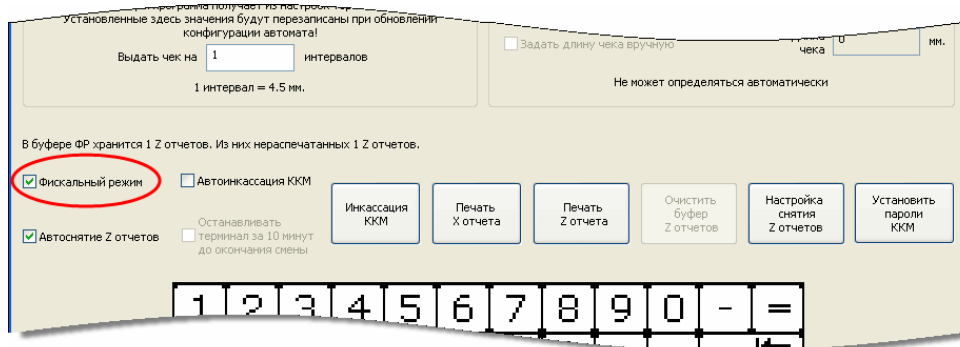 программа получает из настроек
Установленные здесь значения будут перезаписаны при обновлении
конфигурации автомата!
Выдать чек на 1 интервалов
1 интервал = 4.5 мм.
Задать длину чека вручную
чека 0 мм.
Не может определяться автоматически
В буфере ФР хранится 1 Z отчетов. Из них нераспечатанных 1 Z отчетов.
Фискальный режим
Автоинкассация ККМ
Автоснятие Z отчетов
Останавливать
терминал за 10 минут
до окончания смены
Инкассация
ККМ
Печать
X отчета
Печать
Z отчета
Очистить
буфер
Z отчетов
Настройка
снятия
Z отчетов
Установить
пароли
ККМ
1 2 3 4 5 6 7 8 9 0 - =